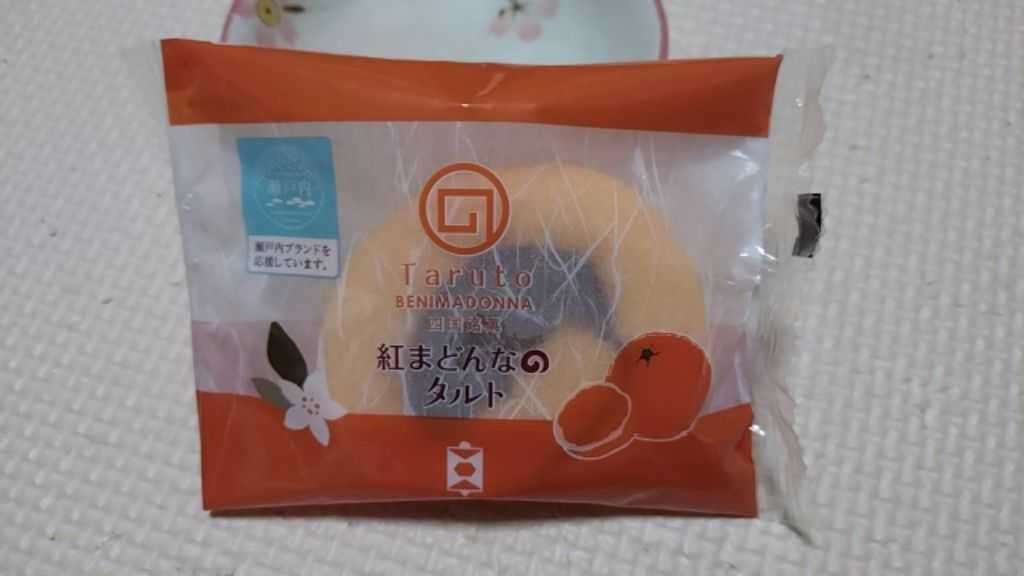 瀬戸内
瀬戸内ブランドを
応援しています。
Taruto
BENIMADONNA
四国銘菓
紅まどんなの
タルト